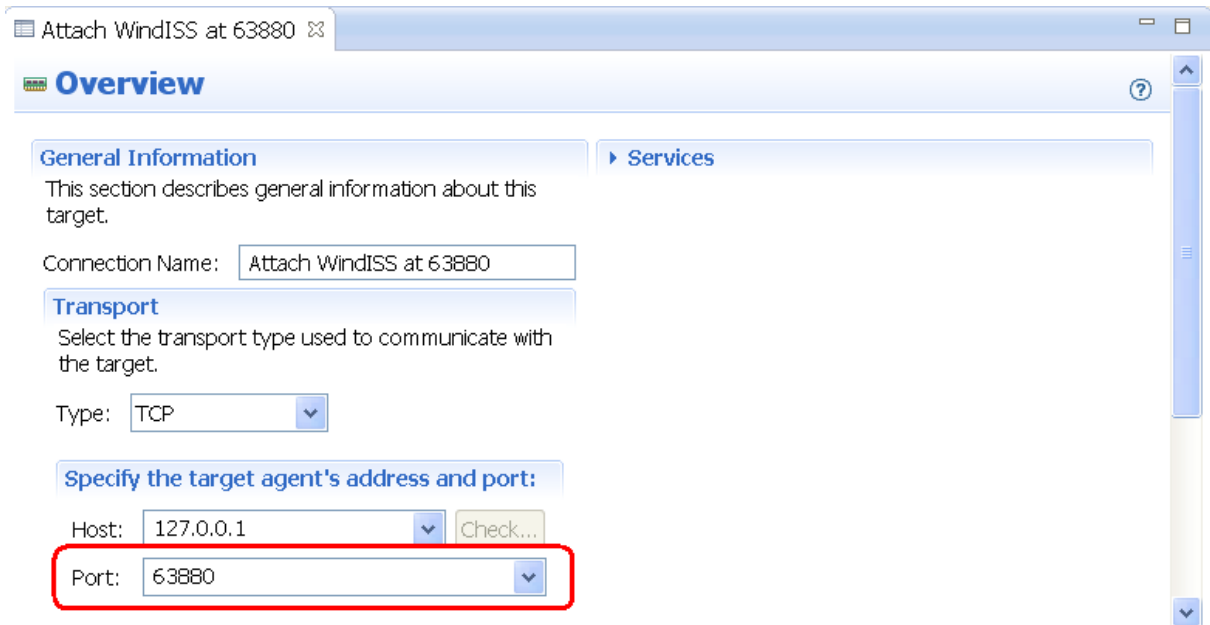 Attach WindISS at 63880
Overview
General Information
This section describes general information about this
target.
Connection Name: Attach WindISS at 63880
Transport
Select the transport type used to communicate with
the target.
Type: TCP
Specify the target agent's address and port:
Host: 127.0.0.1 Check...
Port: 63880
Services